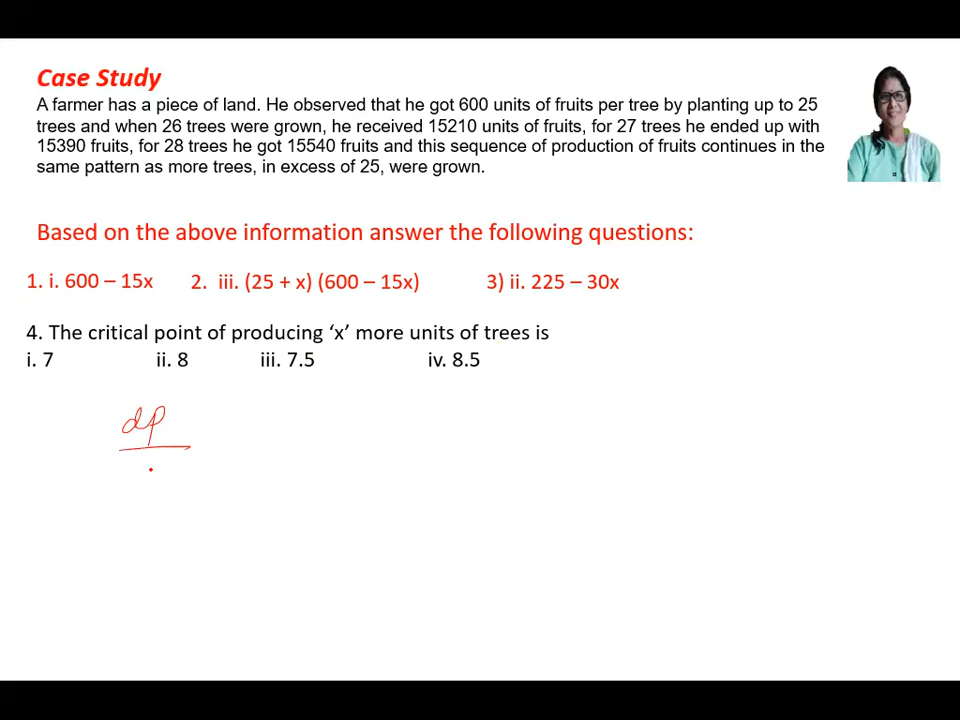 Case Study
A farmer has a piece of land. He observed that he got 600 units of fruits per tree by planting up to 25
trees and when 26 trees were grown, he received 15210 units of fruits, for 27 trees he ended up with
15390 fruits, for 28 trees he got 15540 fruits and this sequence of production of fruits continues in the
same pattern as more trees, in excess of 25, were grown.
Based on the above information answer the following questions:
1. i. 600 – 15x 2. iii. (25 + x) (600 – 15x) 3) ii. 225 – 30x
4. The critical point of producing ‘x’ more units of trees is
i. 7 ii. 8 iii. 7.5 iv. 8.5
dP